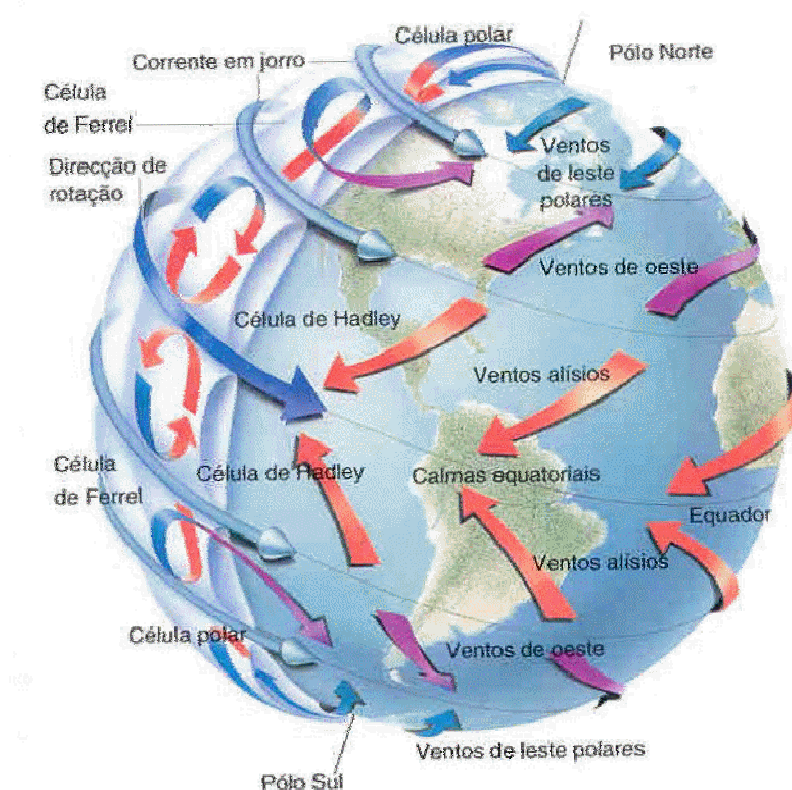 Célula polar
Pólo Norte
Corrente em jorro
Célula
de Ferrel
Direcção de
rotação
Ventos
de leste
polares
Ventos de oeste
Célula de Hadley
Ventos alísios
Célula
de Ferrel
Célula de Hadley
Calmas equatoriais
Equador
Ventos alísios
Célula polar
Ventos de oeste
Ventos de leste polares
Pólo Sul